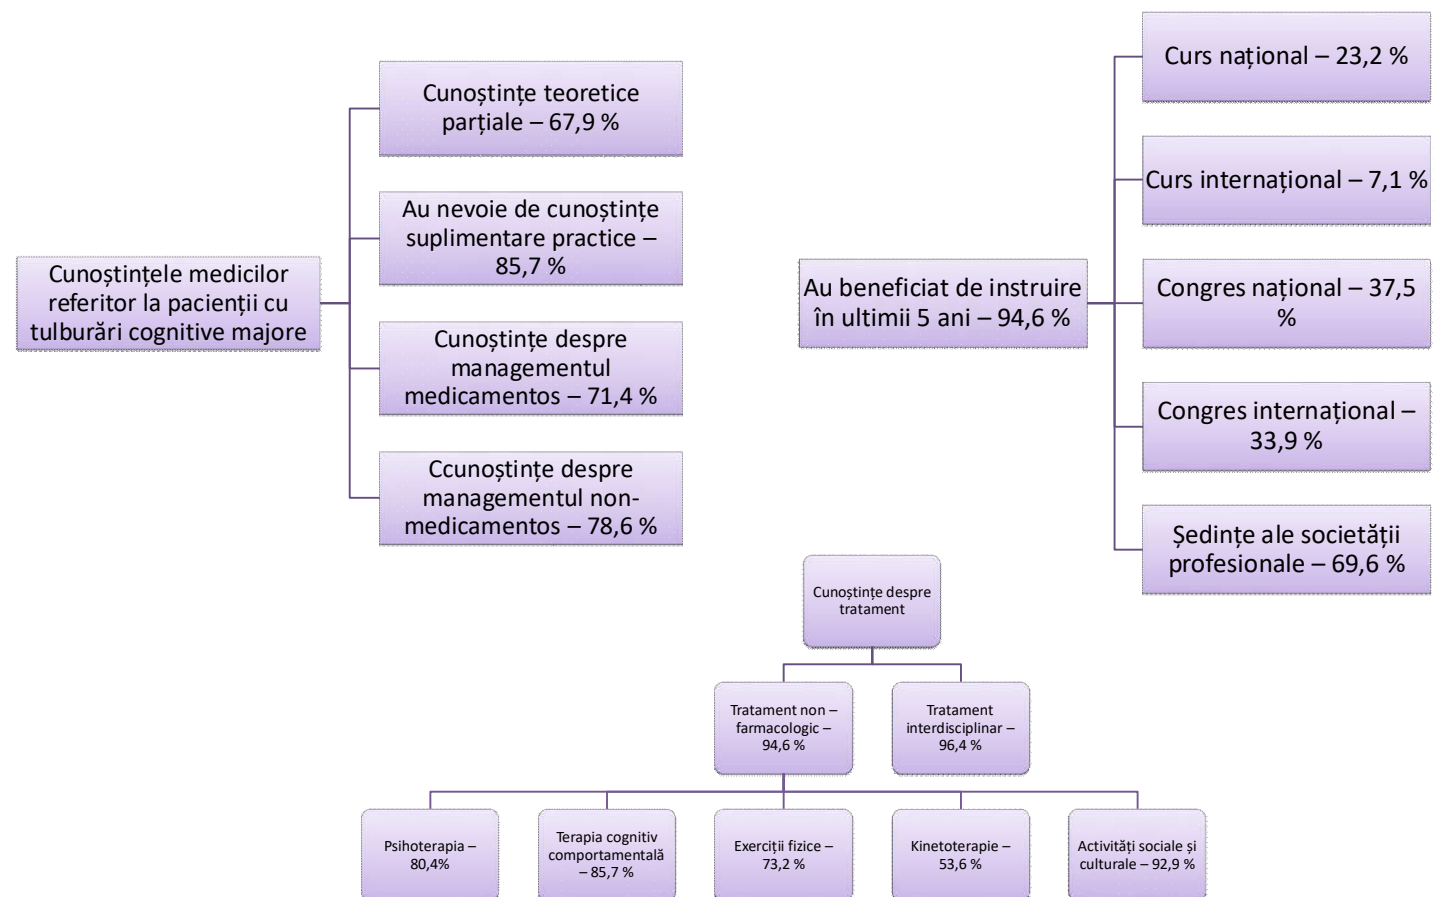 Cunoștințele medicilor
referitor la pacienții cu
tulburări cognitive majore
Cunoștințe teoretice
parțiale – 67,9 %
Au nevoie de cunoștințe
suplimentare practice –
85,7 %
Cunoștințe despre
managementul
medicamentos – 71,4 %
Ccunoștințe despre
managementul non-
medicamentos – 78,6 %
Au beneficiat de instruire
în ultimii 5 ani – 94,6 %
Curs național – 23,2 %
Curs internațional – 7,1 %
Congres național – 37,5
%
Congres internațional –
33,9 %
Ședințe ale societății
profesionale – 69,6 %
Cunoștințe despre
tratament
Tratament non –
farmacologic –
94,6 %
Tratament
interdisciplinar –
96,4 %
Psihoterapia –
80,4%
Terapia cognitiv
comportamentală
– 85,7 %
Exerciții fizice –
73,2 %
Kinetoterapie –
53,6 %
Activități sociale și
culturale – 92,9 %